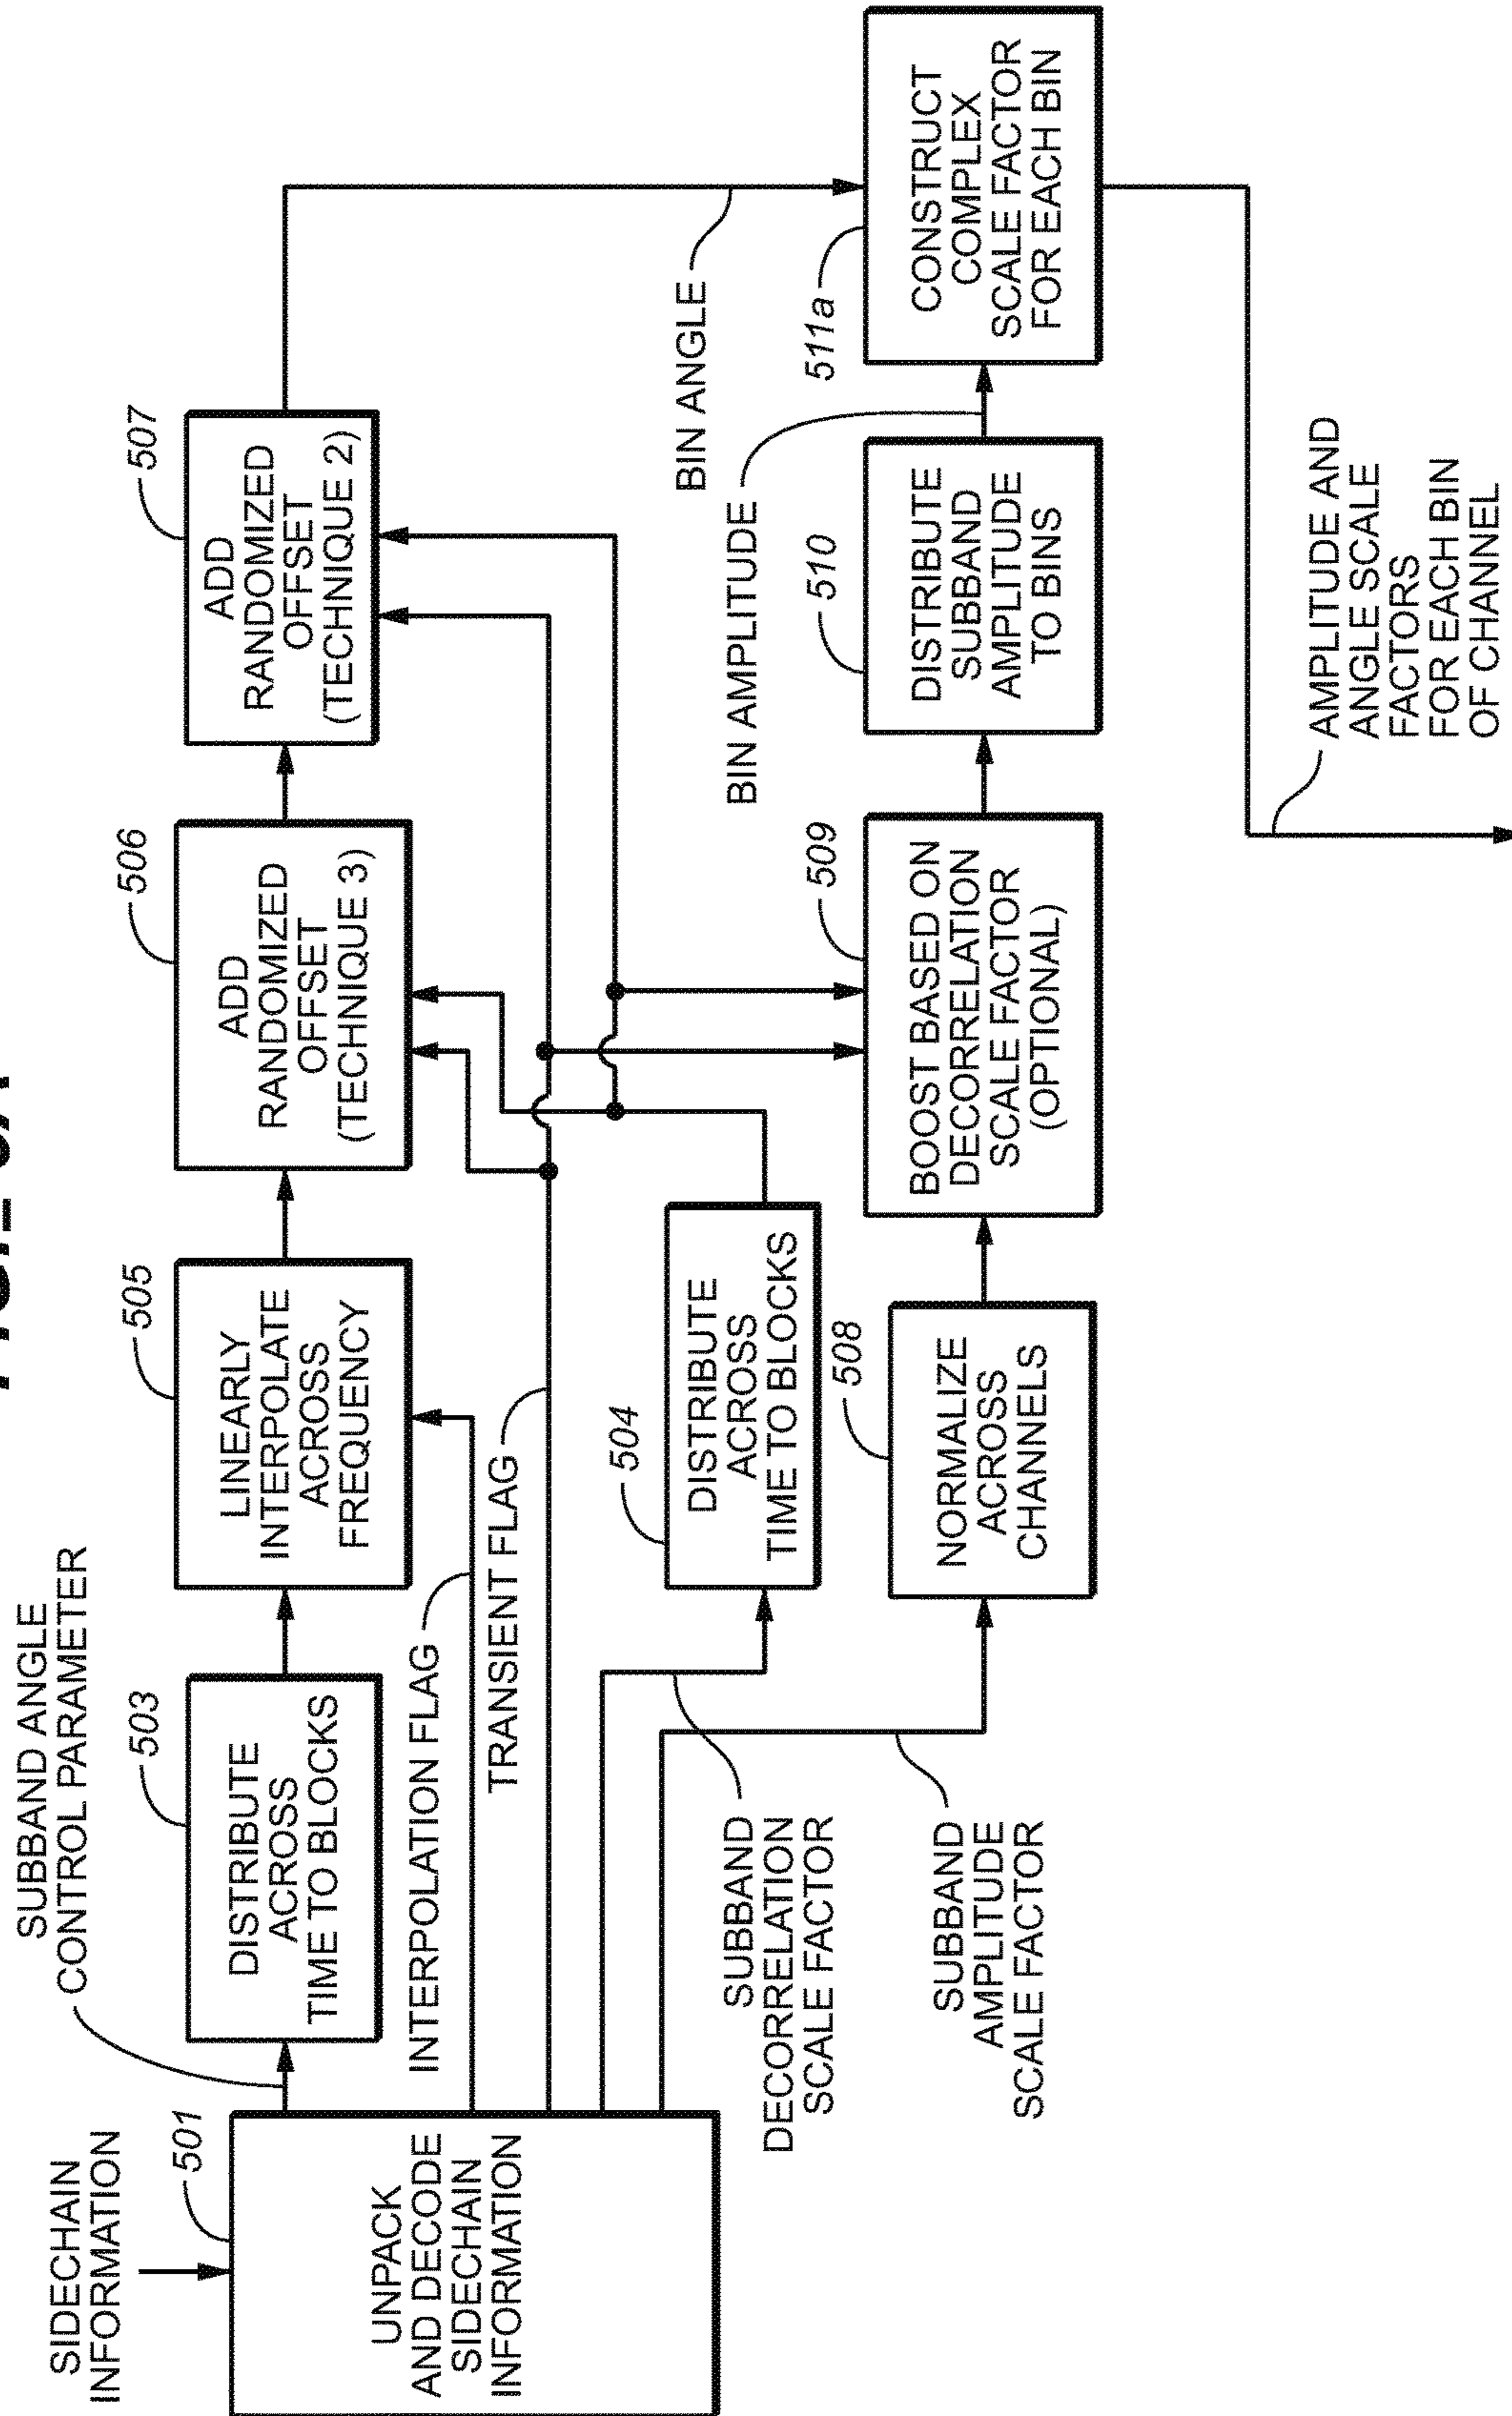 SIDECHAIN
INFORMATION
501
UNPACK
AND DECODE
SIDECHAIN
INFORMATION
SUBBAND ANGLE
CONTROL PARAMETER
503
DISTRIBUTE
ACROSS
TIME TO BLOCKS
505
LINEARLY
INTERPOLATE
ACROSS
FREQUENCY
506
ADD
RANDOMIZED
OFFSET
(TECHNIQUE 3)
507
ADD
RANDOMIZED
OFFSET
(TECHNIQUE 2)
INTERPOLATION FLAG
TRANSIENT FLAG
BIN ANGLE
504
DISTRIBUTE
ACROSS
TIME TO BLOCKS
SUBBAND
DECORRELATION
SCALE FACTOR
SUBBAND
AMPLITUDE
SCALE FACTOR
508
NORMALIZE
ACROSS
CHANNELS
509
BOOST BASED ON
DECORRELATION
SCALE FACTOR
(OPTIONAL)
BIN AMPLITUDE
510
DISTRIBUTE
SUBBAND
AMPLITUDE
TO BINS
511a
CONSTRUCT
COMPLEX
SCALE FACTOR
FOR EACH BIN
AMPLITUDE AND
ANGLE SCALE
FACTORS
FOR EACH BIN
OF CHANNEL